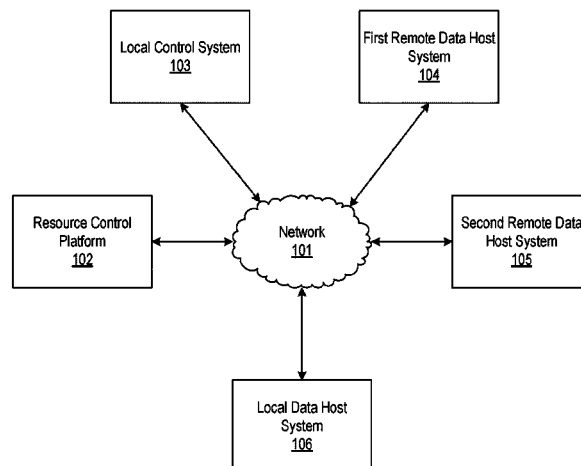 Local Control System
103
First Remote Data Host
System
104
Resource Control
Platform
102
Network
101
Second Remote Data
Host System
105
Local Data Host
System
106